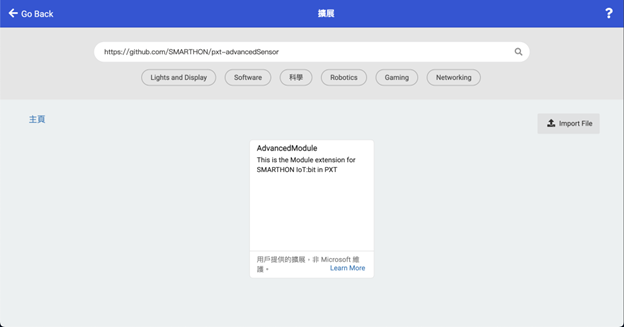 Go Back
擴展
?
https://github.com/SMARTHON/pxt-advancedSensor
Lights and Display
Software
科學
Robotics
Gaming
Networking
主頁
Import File
AdvancedModule
This is the Module extension for
SMARTHON IoT:bit in PXT
用戶提供的擴展，非 Microsoft 維
護。
Learn More